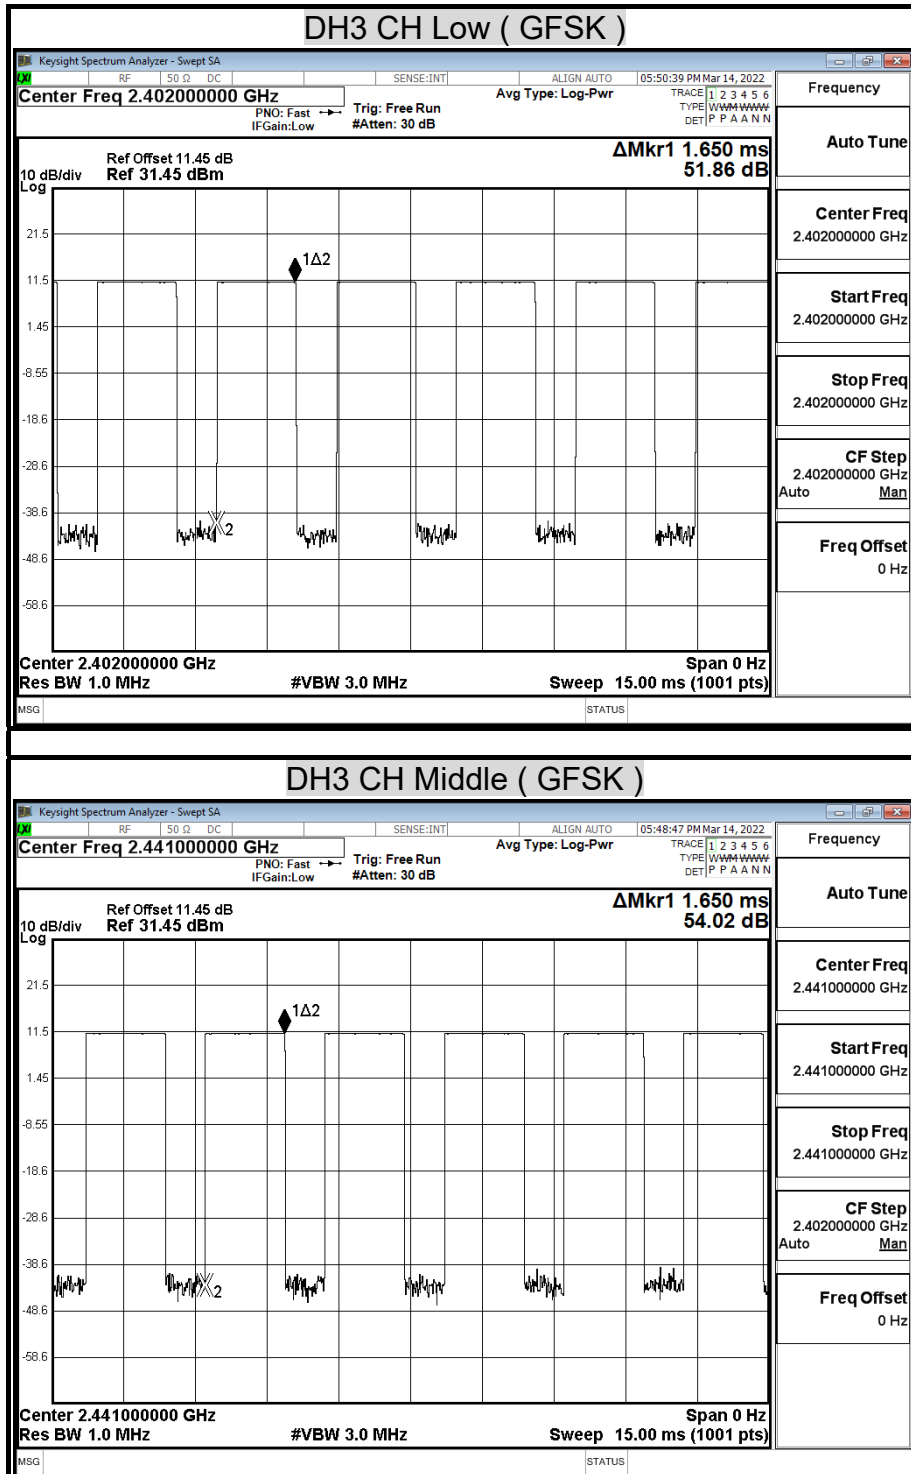 DH3 CH Low ( GFSK )
Keysight Spectrum Analyzer - Swept SA
LXI RF 50 Ω DC SENSE:INT ALIGN AUTO 05:50:39 PM Mar 14, 2022
Center Freq 2.402000000 GHz Avg Type: Log-Pwr TRACE 1 2 3 4 5 6
PNO: Fast Trig: Free Run TYPE W W M W W W W
IFGain:Low #Atten: 30 dB DET P P A A N N
Frequency
Auto Tune
Center Freq
2.402000000 GHz
Start Freq
2.402000000 GHz
Stop Freq
2.402000000 GHz
CF Step
2.402000000 GHz
Auto Man
Freq Offset
0 Hz
ΔMkr1 1.650 ms
51.86 dB
Ref Offset 11.45 dB
10 dB/div Ref 31.45 dBm
Log
21.5
1Δ2
11.5
1.45
-8.55
-18.6
-28.6
-38.6
2
-48.6
-58.6
Center 2.402000000 GHz Span 0 Hz
Res BW 1.0 MHz #VBW 3.0 MHz Sweep 15.00 ms (1001 pts)
MSG STATUS
DH3 CH Middle ( GFSK )
Keysight Spectrum Analyzer - Swept SA
LXI RF 50 Ω DC SENSE:INT ALIGN AUTO 05:48:47 PM Mar 14, 2022
Center Freq 2.441000000 GHz Avg Type: Log-Pwr TRACE 1 2 3 4 5 6
PNO: Fast Trig: Free Run TYPE W W M W W W W
IFGain:Low #Atten: 30 dB DET P P A A N N
Frequency
Auto Tune
Center Freq
2.441000000 GHz
Start Freq
2.441000000 GHz
Stop Freq
2.441000000 GHz
CF Step
2.402000000 GHz
Auto Man
Freq Offset
0 Hz
ΔMkr1 1.650 ms
54.02 dB
Ref Offset 11.45 dB
10 dB/div Ref 31.45 dBm
Log
21.5
1Δ2
11.5
1.45
-8.55
-18.6
-28.6
-38.6
2
-48.6
-58.6
Center 2.441000000 GHz Span 0 Hz
Res BW 1.0 MHz #VBW 3.0 MHz Sweep 15.00 ms (1001 pts)
MSG STATUS